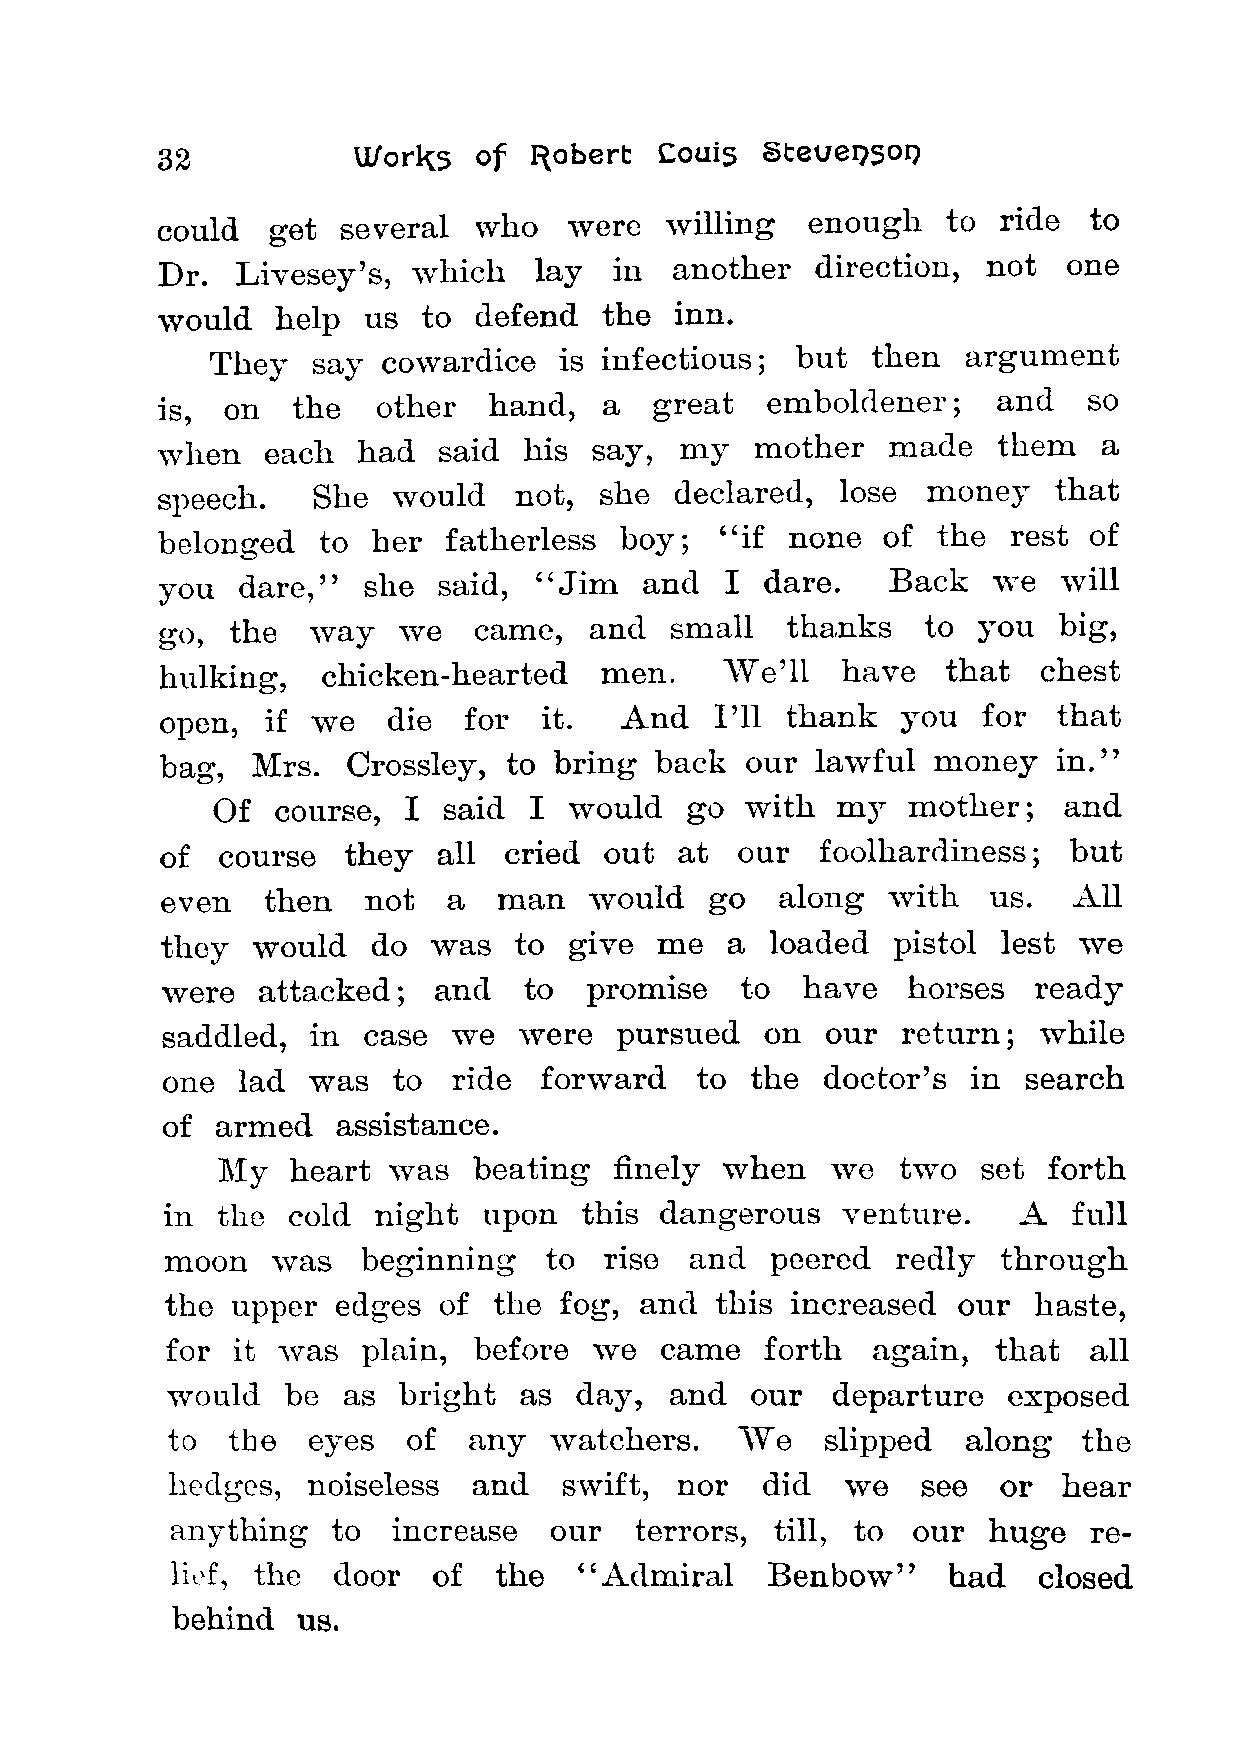 32 Works of Robert Louis Stevenson
could get several who were willing enough to ride to
Dr. Livesey's, which lay in another direction, not one
would help us to defend the inn.
They say cowardice is infectious; but then argument
is, on the other hand, a great emboldener; and so
when each had said his say, my mother made them a
speech. She would not, she declared, lose money that
belonged to her fatherless boy; "if none of the rest of
you dare," she said, "Jim and I dare. Back we will
go, the way we came, and small thanks to you big,
hulking, chicken-hearted men. We'll have that chest
open, if we die for it. And I'll thank you for that
bag, Mrs. Crossley, to bring back our lawful money in."
Of course, I said I would go with my mother; and
of course they all cried out at our foolhardiness; but
even then not a man would go along with us. All
they would do was to give me a loaded pistol lest we
were attacked; and to promise to have horses ready
saddled, in case we were pursued on our return; while
one lad was to ride forward to the doctor's in search
of armed assistance.
My heart was beating finely when we two set forth
in the cold night upon this dangerous venture. A full
moon was beginning to rise and peered redly through
the upper edges of the fog, and this increased our haste,
for it was plain, before we came forth again, that all
would be as bright as day, and our departure exposed
to the eyes of any watchers. We slipped along the
hedges, noiseless and swift, nor did we see or hear
anything to increase our terrors, till, to our huge re-
lief, the door of the "Admiral Benbow" had closed
behind us.